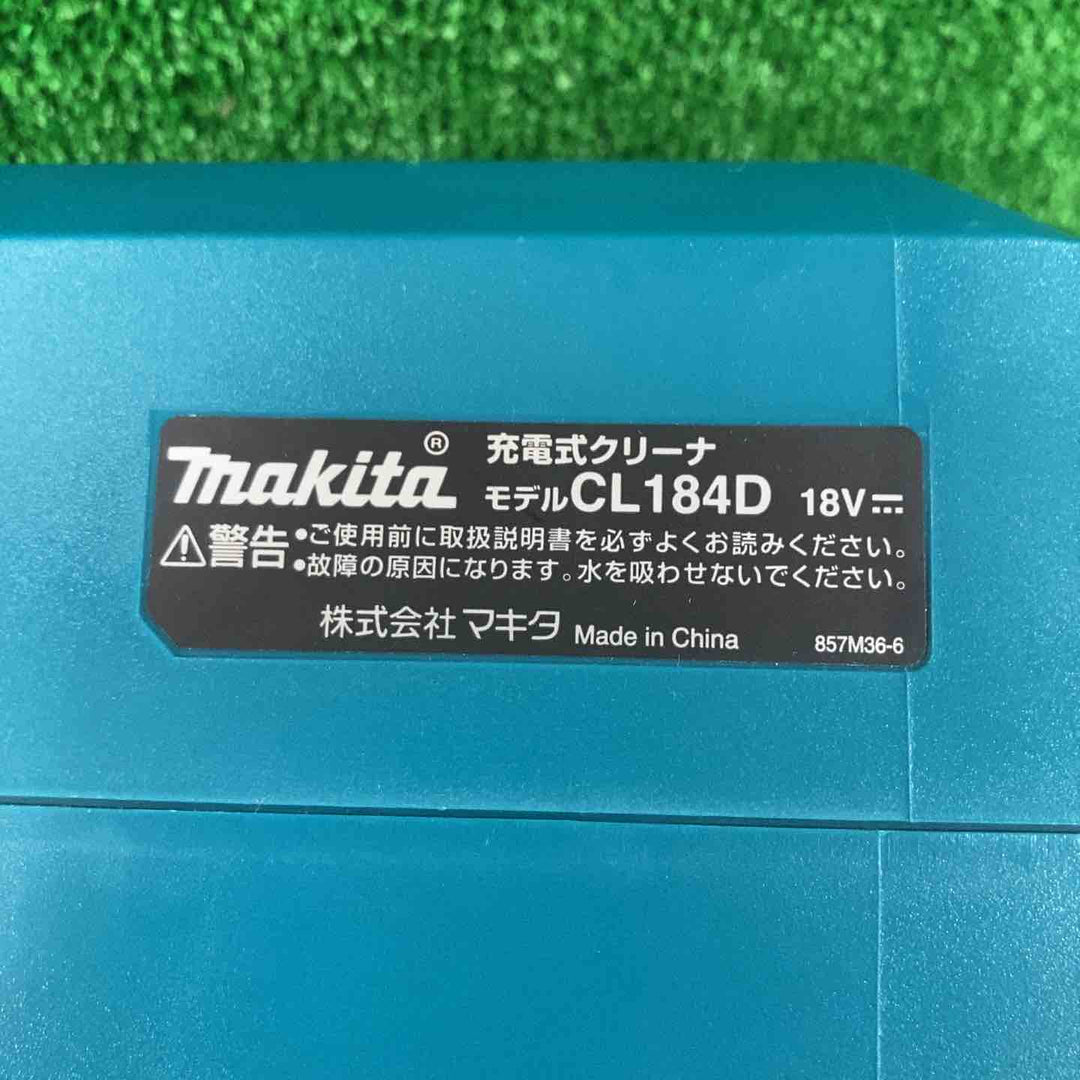 makita®
充電式クリーナ
モデルCL184D 18V⎓
⚠警告
•ご使用前に取扱説明書を必ずよくお読みください。
•故障の原因になります。水を吸わせないでください。
株式会社マキタ Made in China 857M36-6